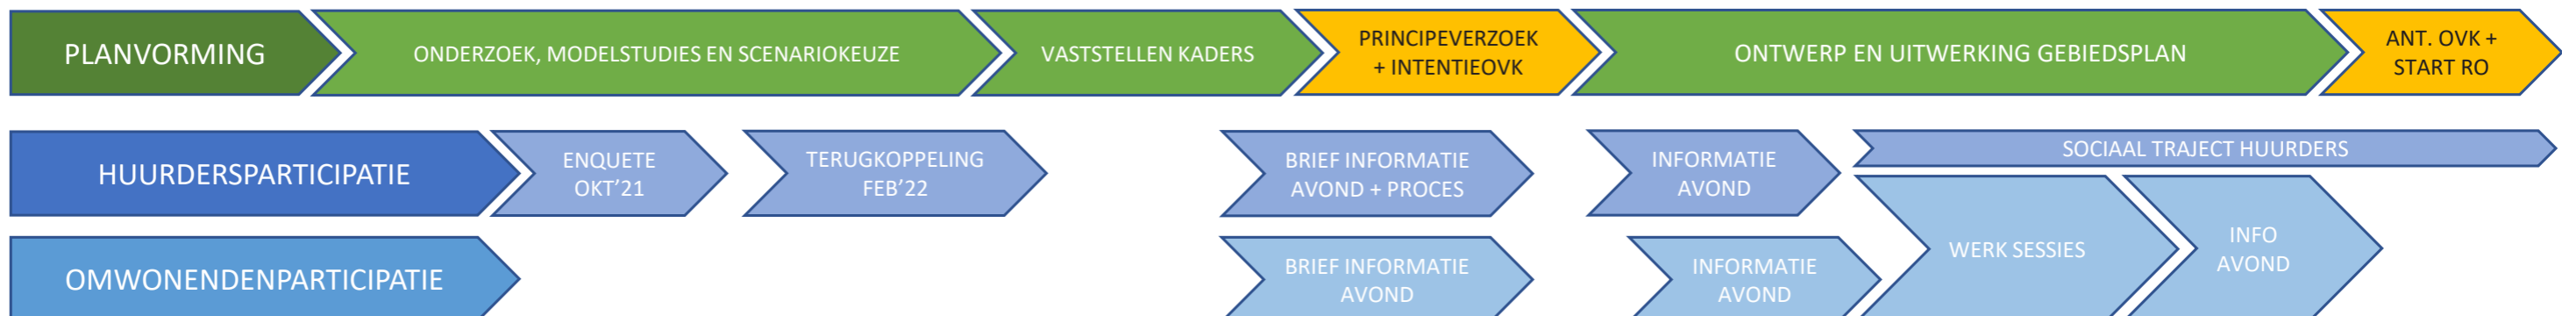 PLANVORMING
ONDERZOEK, MODELSTUDIES EN SCENARIOKEUZE
VASTSTELLEN KADERS
PRINCIPEVERZOEK
+ INTENTIEOVK
ONTWERP EN UITWERKING GEBIEDSPLAN
ANT. OVK +
START RO
HUURDERSPARTICIPATIE
ENQUETE
OKT’21
TERUGKOPPELING
FEB’22
BRIEF INFORMATIE
AVOND + PROCES
INFORMATIE
AVOND
SOCIAAL TRAJECT HUURDERS
OMWONENDENPARTICIPATIE
BRIEF INFORMATIE
AVOND
INFORMATIE
AVOND
WERK SESSIES
INFO
AVOND